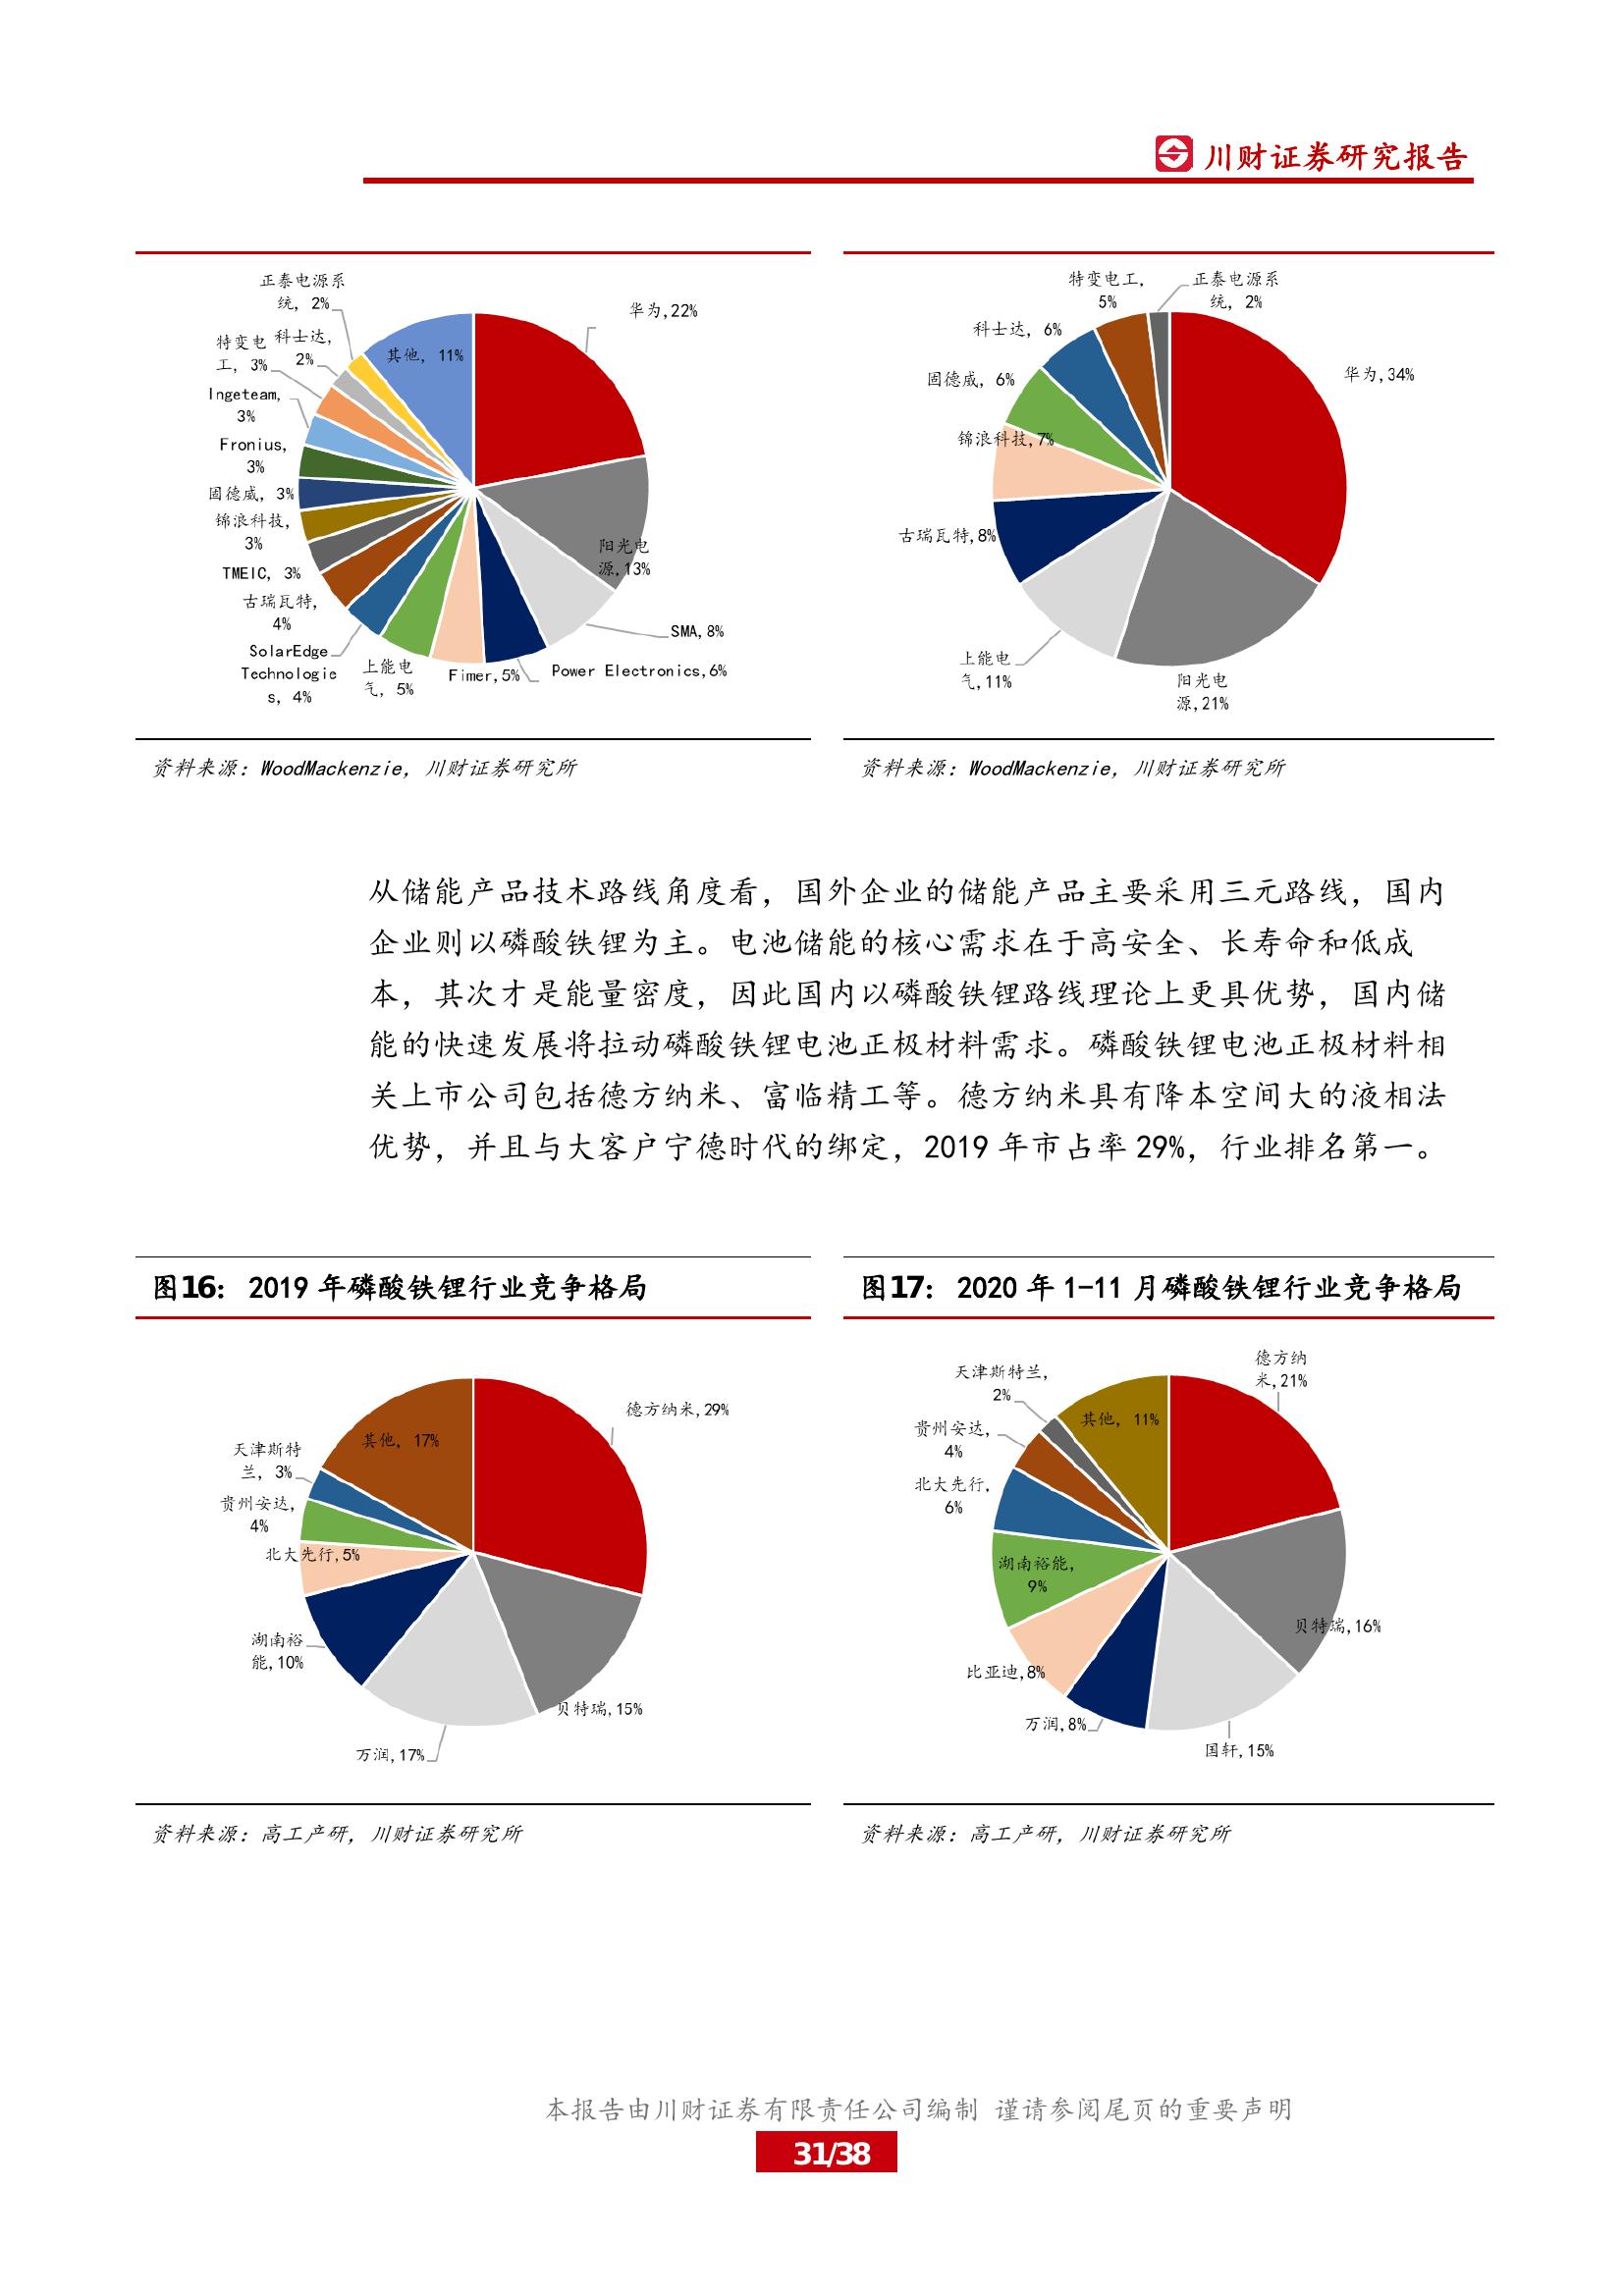 川财证券研究报告
正泰电源系
统, 2%
华为,22%
特变电
工, 3%
科士达,
2%
其他, 11%
Ingeteam,
3%
Fronius,
3%
固德威, 3%
锦浪科技,
3%
阳光电
源,13%
TMEIC, 3%
古瑞瓦特,
4%
SMA,8%
SolarEdge
Technologie
s, 4%
上能电
气, 5%
Fimer,5%
Power Electronics,6%
特变电工,
5%
正泰电源系
统, 2%
科士达, 6%
华为,34%
固德威, 6%
锦浪科技,7%
古瑞瓦特,8%
上能电
气,11%
阳光电
源,21%
资料来源: WoodMackenzie, 川财证券研究所
资料来源: WoodMackenzie, 川财证券研究所
从储能产品技术路线角度看，国外企业的储能产品主要采用三元路线，国内
企业则以磷酸铁锂为主。电池储能的核心需求在于高安全、长寿命和低成
本，其次才是能量密度，因此国内以磷酸铁锂路线理论上更具优势，国内储
能的快速发展将拉动磷酸铁锂电池正极材料需求。磷酸铁锂电池正极材料相
关上市公司包括德方纳米、富临精工等。德方纳米具有降本空间大的液相法
优势，并且与大客户宁德时代的绑定，2019 年市占率 29%，行业排名第一。
图16： 2019 年磷酸铁锂行业竞争格局
图17： 2020 年 1-11 月磷酸铁锂行业竞争格局
德方纳米,29%
其他, 17%
天津斯特
兰, 3%
贵州安达,
4%
北大先行,5%
湖南裕
能,10%
贝特瑞,15%
万润,17%
德方纳
米,21%
天津斯特兰,
2%
其他, 11%
贵州安达,
4%
北大先行,
6%
湖南裕能,
9%
贝特瑞,16%
比亚迪,8%
万润,8%
国轩,15%
资料来源: 高工产研, 川财证券研究所
资料来源: 高工产研, 川财证券研究所
本报告由川财证券有限责任公司编制 谨请参阅尾页的重要声明
31/38